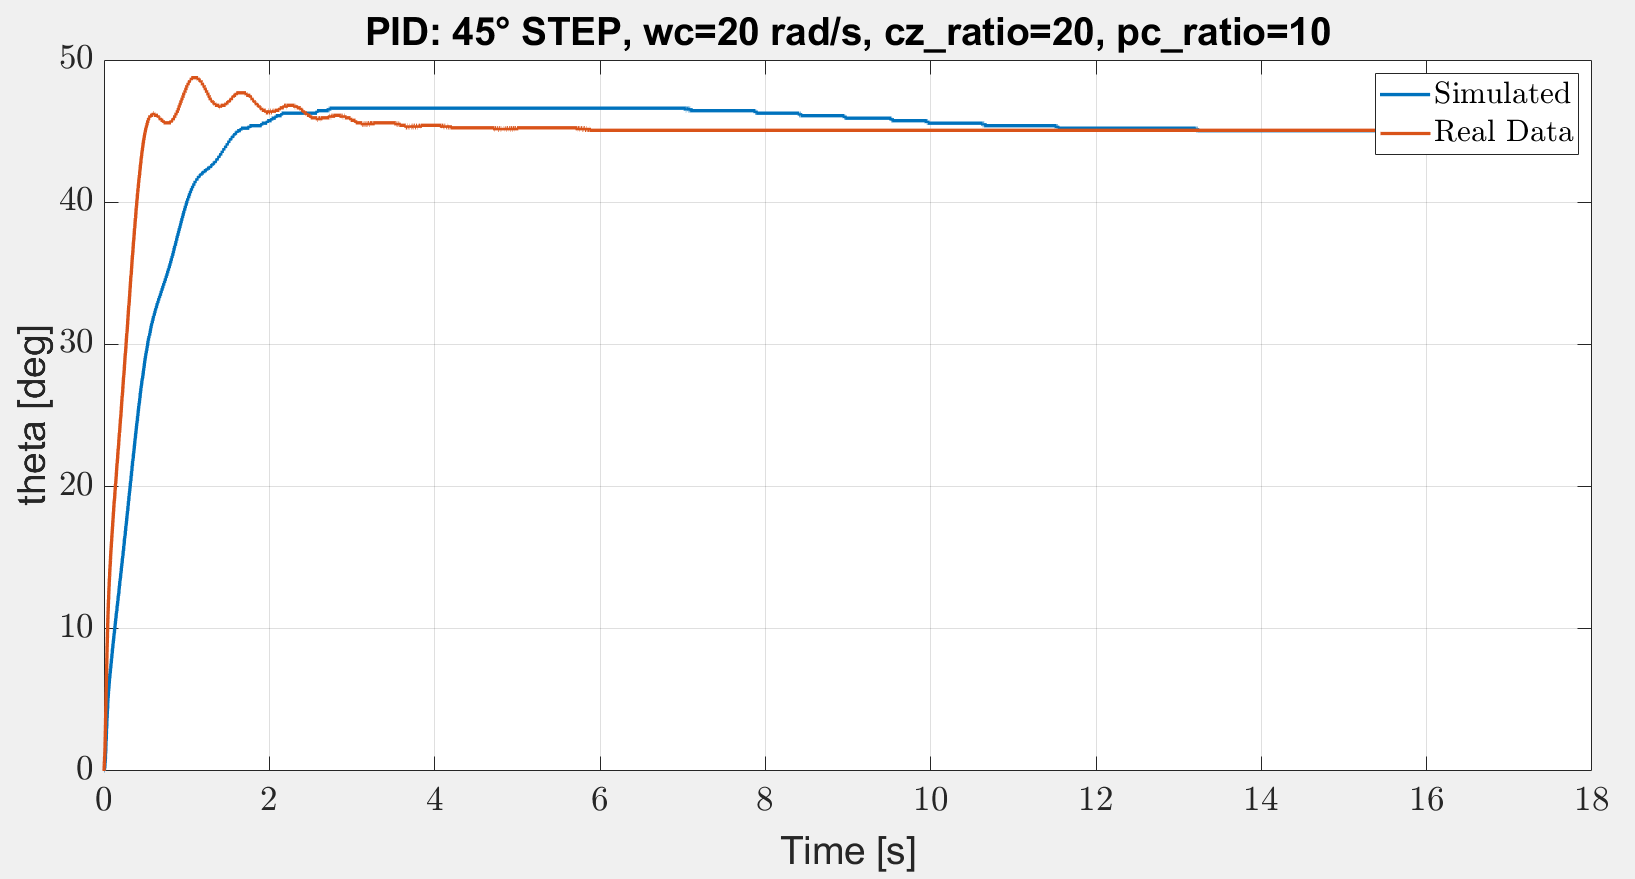 PID: 45° STEP, wc=20 rad/s, cz_ratio=20, pc_ratio=10
Simulated
Real Data
theta [deg]
50
40
30
20
10
0
0 2 4 6 8 10 12 14 16 18
Time [s]